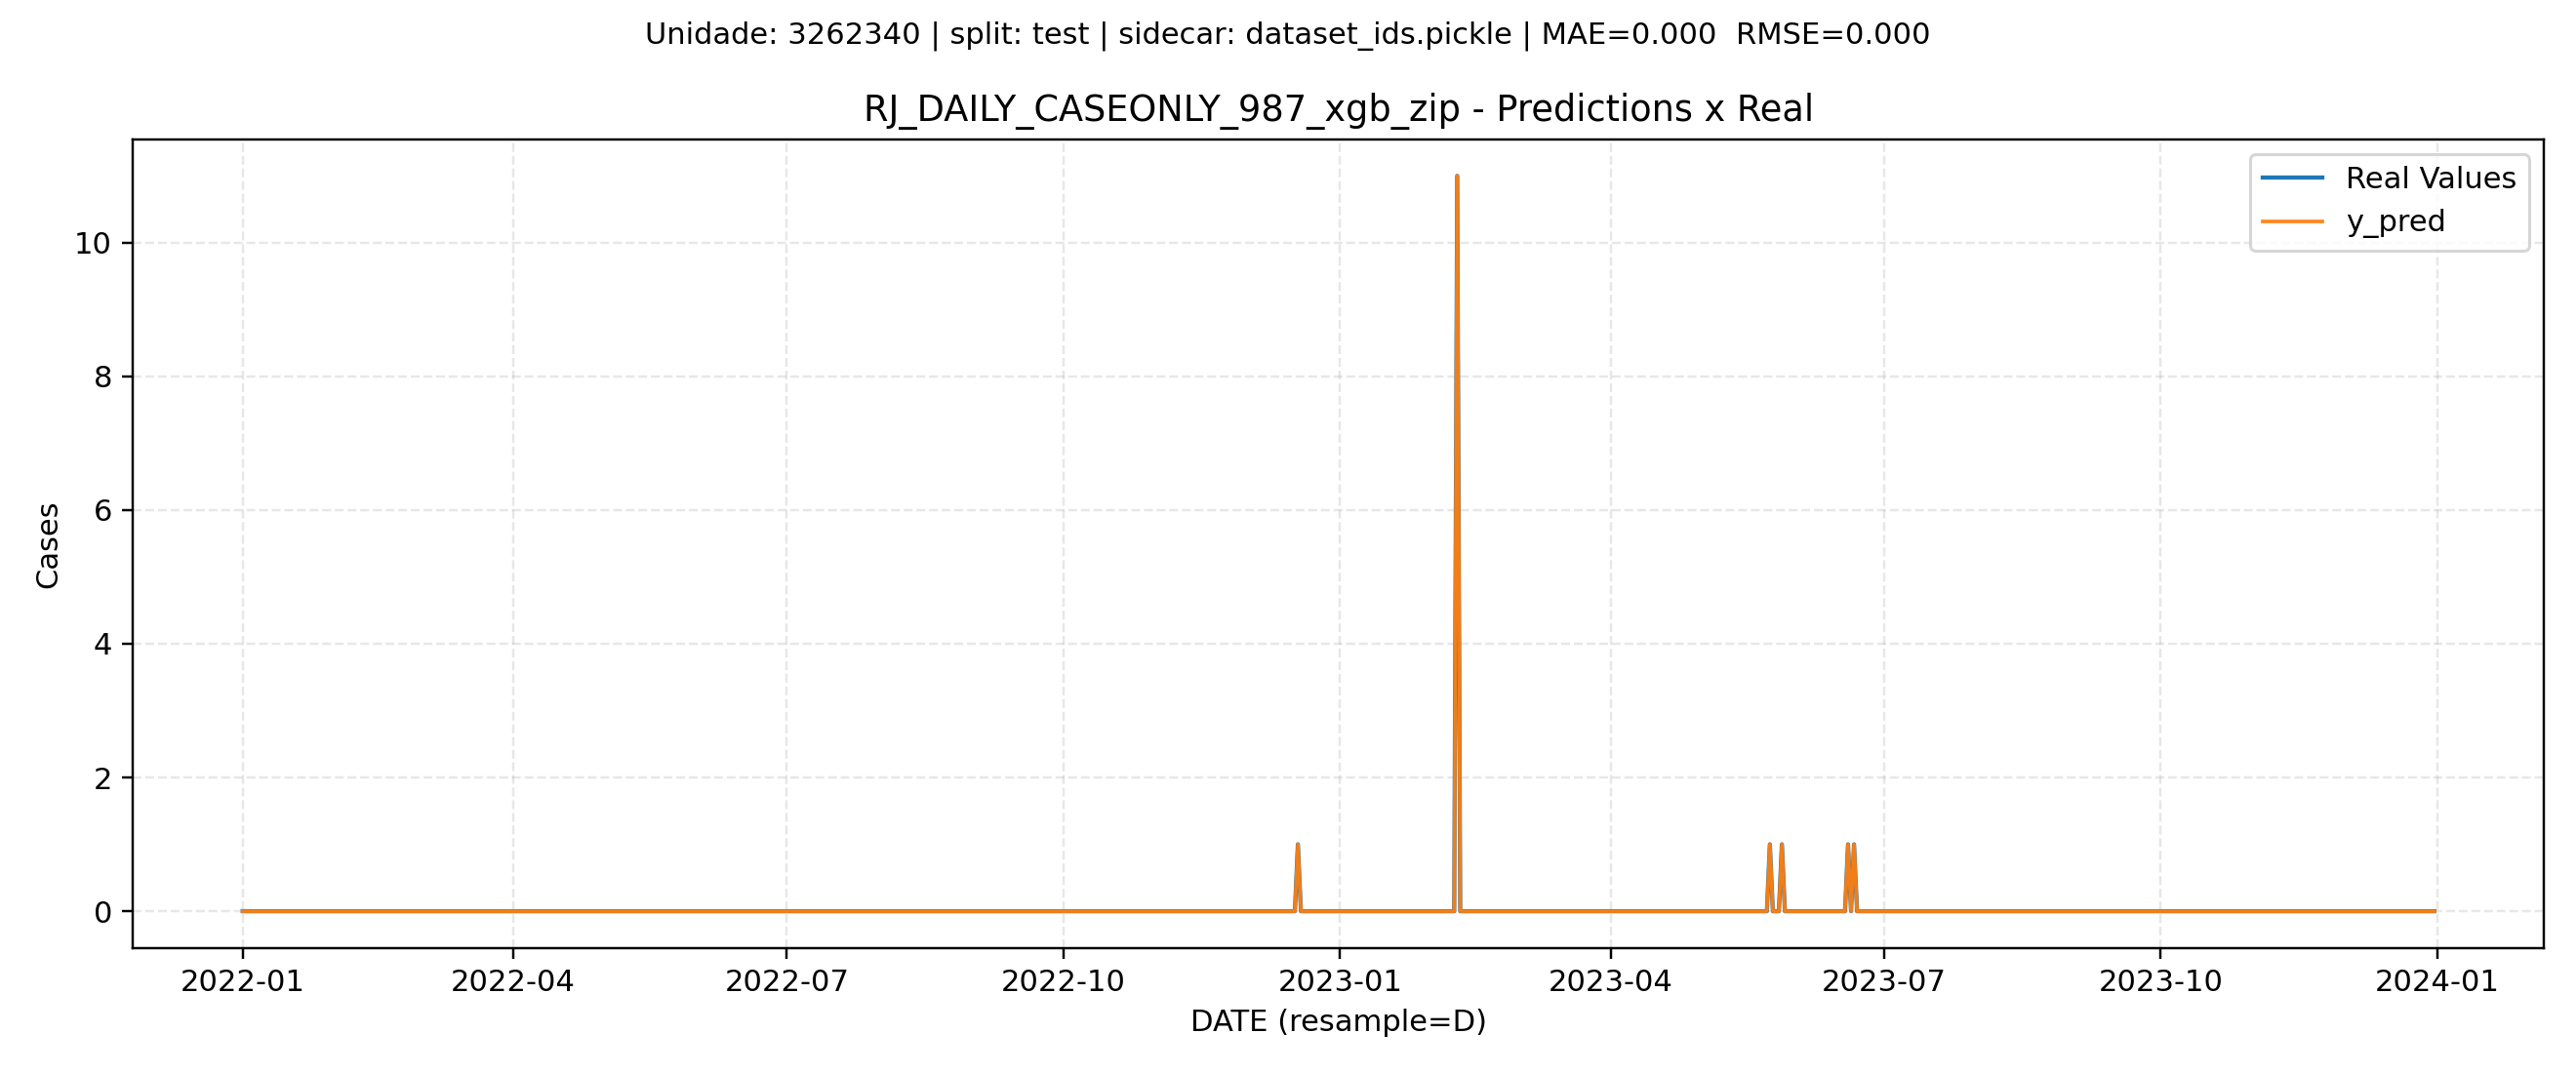 Unidade: 3262340 | split: test | sidecar: dataset_ids.pickle | MAE=0.000  RMSE=0.000
RJ_DAILY_CASEONLY_987_xgb_zip - Predictions x Real
Real Values
y_pred
10
8
6
4
2
0
Cases
2022-01
2022-04
2022-07
2022-10
2023-01
2023-04
2023-07
2023-10
2024-01
DATE (resample=D)